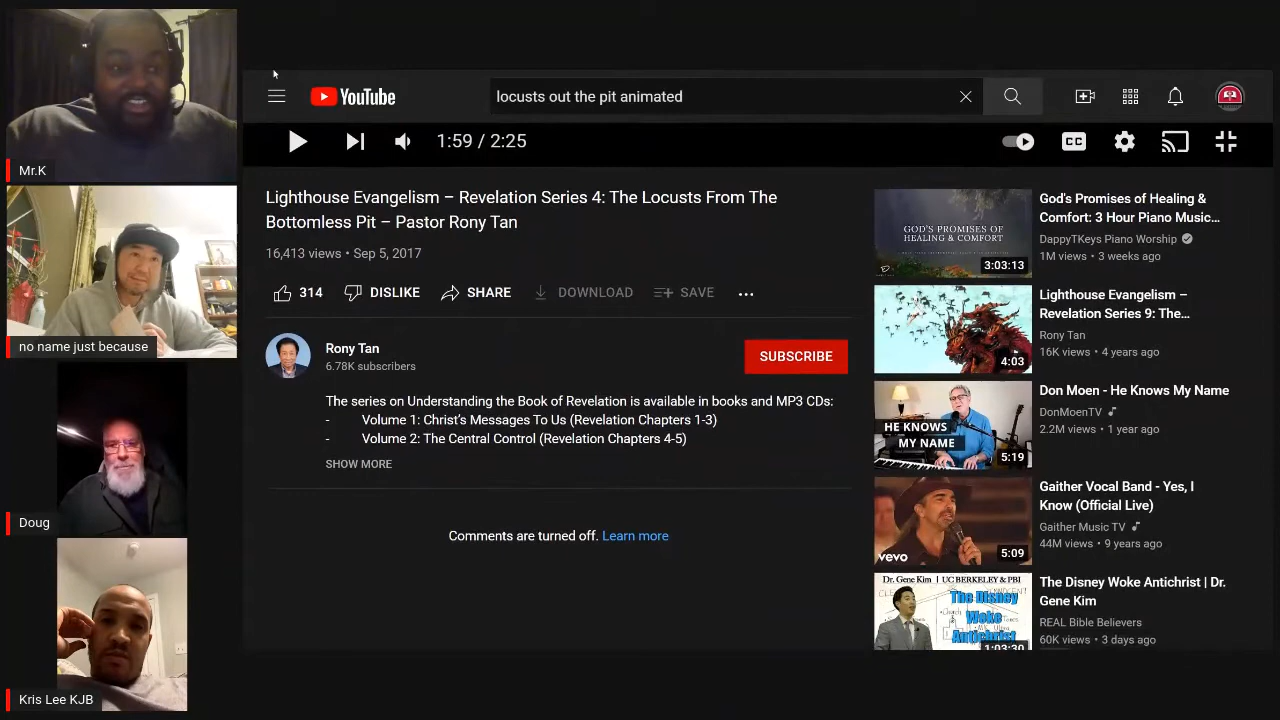 Mr.K
no name just because
Doug
Kris Lee KJB
YouTube
locusts out the pit animated
1:59 / 2:25
CC
Lighthouse Evangelism – Revelation Series 4: The Locusts From The
Bottomless Pit – Pastor Rony Tan
16,413 views • Sep 5, 2017
314
DISLIKE
SHARE
DOWNLOAD
SAVE
Rony Tan
6.78K subscribers
SUBSCRIBE
The series on Understanding the Book of Revelation is available in books and MP3 CDs:
- Volume 1: Christ's Messages To Us (Revelation Chapters 1-3)
- Volume 2: The Central Control (Revelation Chapters 4-5)
SHOW MORE
Comments are turned off. Learn more
GOD'S PROMISES OF
HEALING & COMFORT
3:03:13
God's Promises of Healing &
Comfort: 3 Hour Piano Music...
DappyTKeys Piano Worship
1M views • 3 weeks ago
4:03
Lighthouse Evangelism –
Revelation Series 9: The...
Rony Tan
16K views • 4 years ago
HE KNOWS
MY NAME
5:19
Don Moen - He Knows My Name
DonMoenTV
2.2M views • 1 year ago
vevo
5:09
Gaither Vocal Band - Yes, I
Know (Official Live)
Gaither Music TV
44M views • 9 years ago
Dr. Gene Kim | UC BERKELEY & PBI
The Disney
Woke
Antichrist
1:03:30
The Disney Woke Antichrist | Dr.
Gene Kim
REAL Bible Believers
60K views • 3 days ago